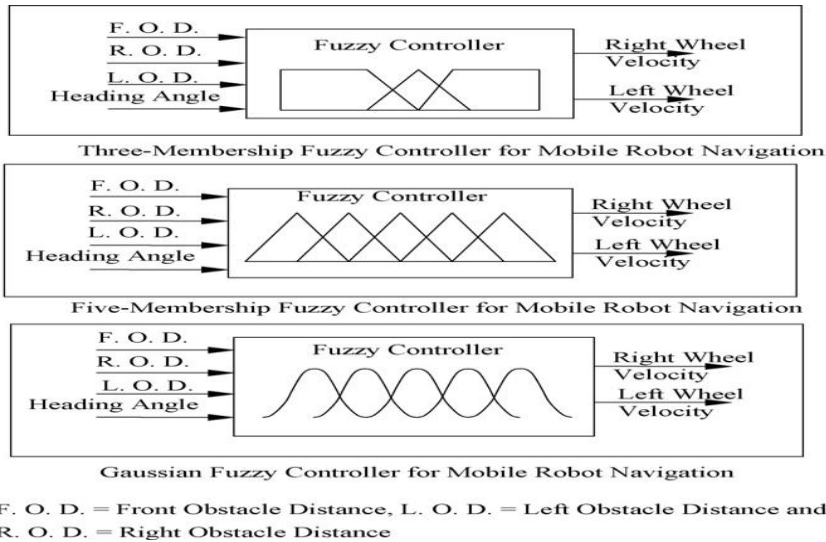 F. O. D.
R. O. D.
L. O. D.
Heading Angle
Fuzzy Controller
Right Wheel
Velocity
Left Wheel
Velocity
Three-Membership Fuzzy Controller for Mobile Robot Navigation
F. O. D.
R. O. D.
L. O. D.
Heading Angle
Fuzzy Controller
Right Wheel
Velocity
Left Wheel
Velocity
Five-Membership Fuzzy Controller for Mobile Robot Navigation
F. O. D.
R. O. D.
L. O. D.
Heading Angle
Fuzzy Controller
Right Wheel
Velocity
Left Wheel
Velocity
Gaussian Fuzzy Controller for Mobile Robot Navigation
F. O. D. = Front Obstacle Distance, L. O. D. = Left Obstacle Distance and
R. O. D. = Right Obstacle Distance